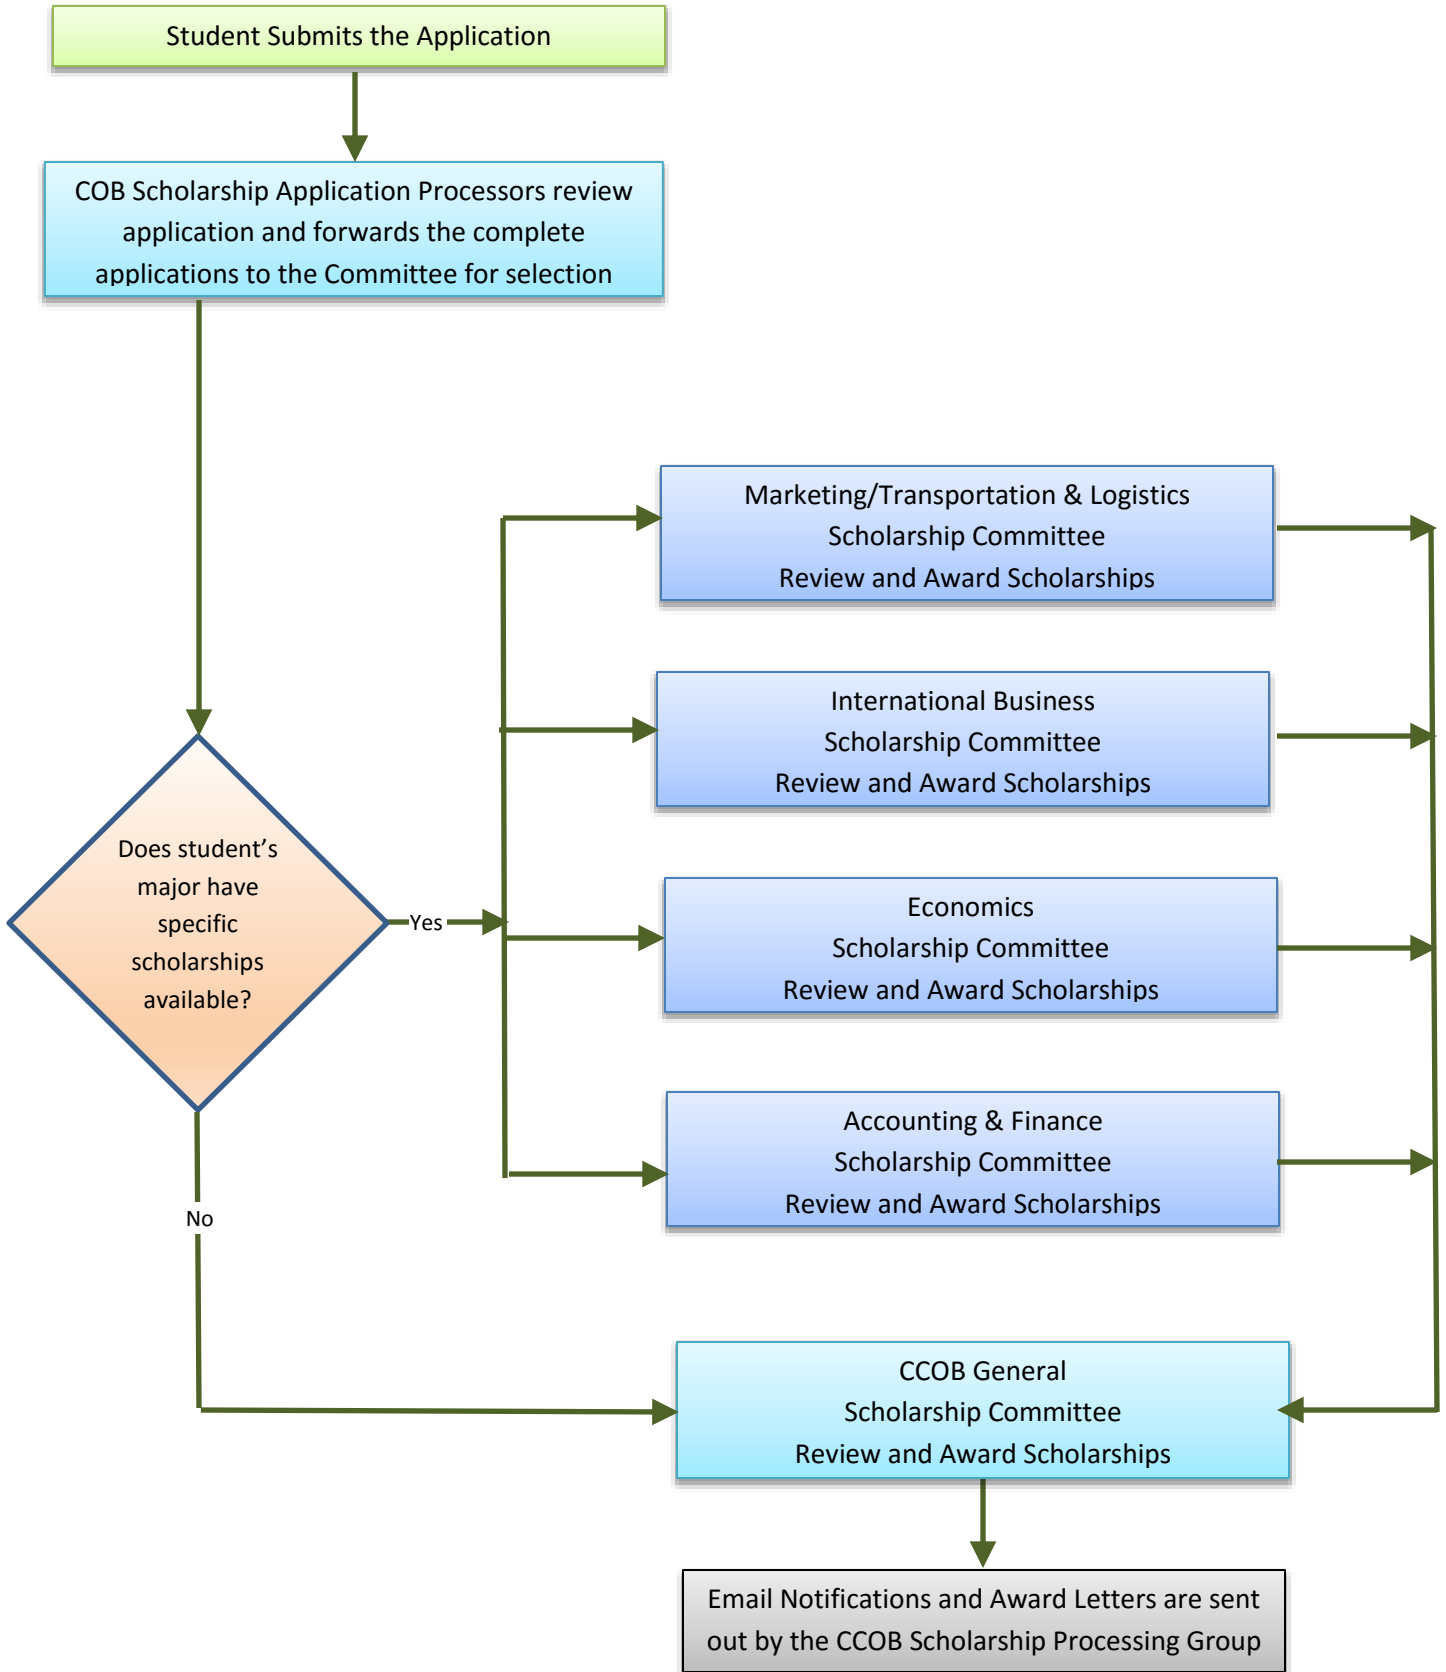 Student Submits the Application
COB Scholarship Application Processors review
application and forwards the complete
applications to the Committee for selection
Marketing/Transportation & Logistics
Scholarship Committee
Review and Award Scholarships
International Business
Scholarship Committee
Review and Award Scholarships
Does student’s
major have
specific
scholarships
available?
Yes
Economics
Scholarship Committee
Review and Award Scholarships
Accounting & Finance
Scholarship Committee
Review and Award Scholarships
No
CCOB General
Scholarship Committee
Review and Award Scholarships
Email Notifications and Award Letters are sent
out by the CCOB Scholarship Processing Group